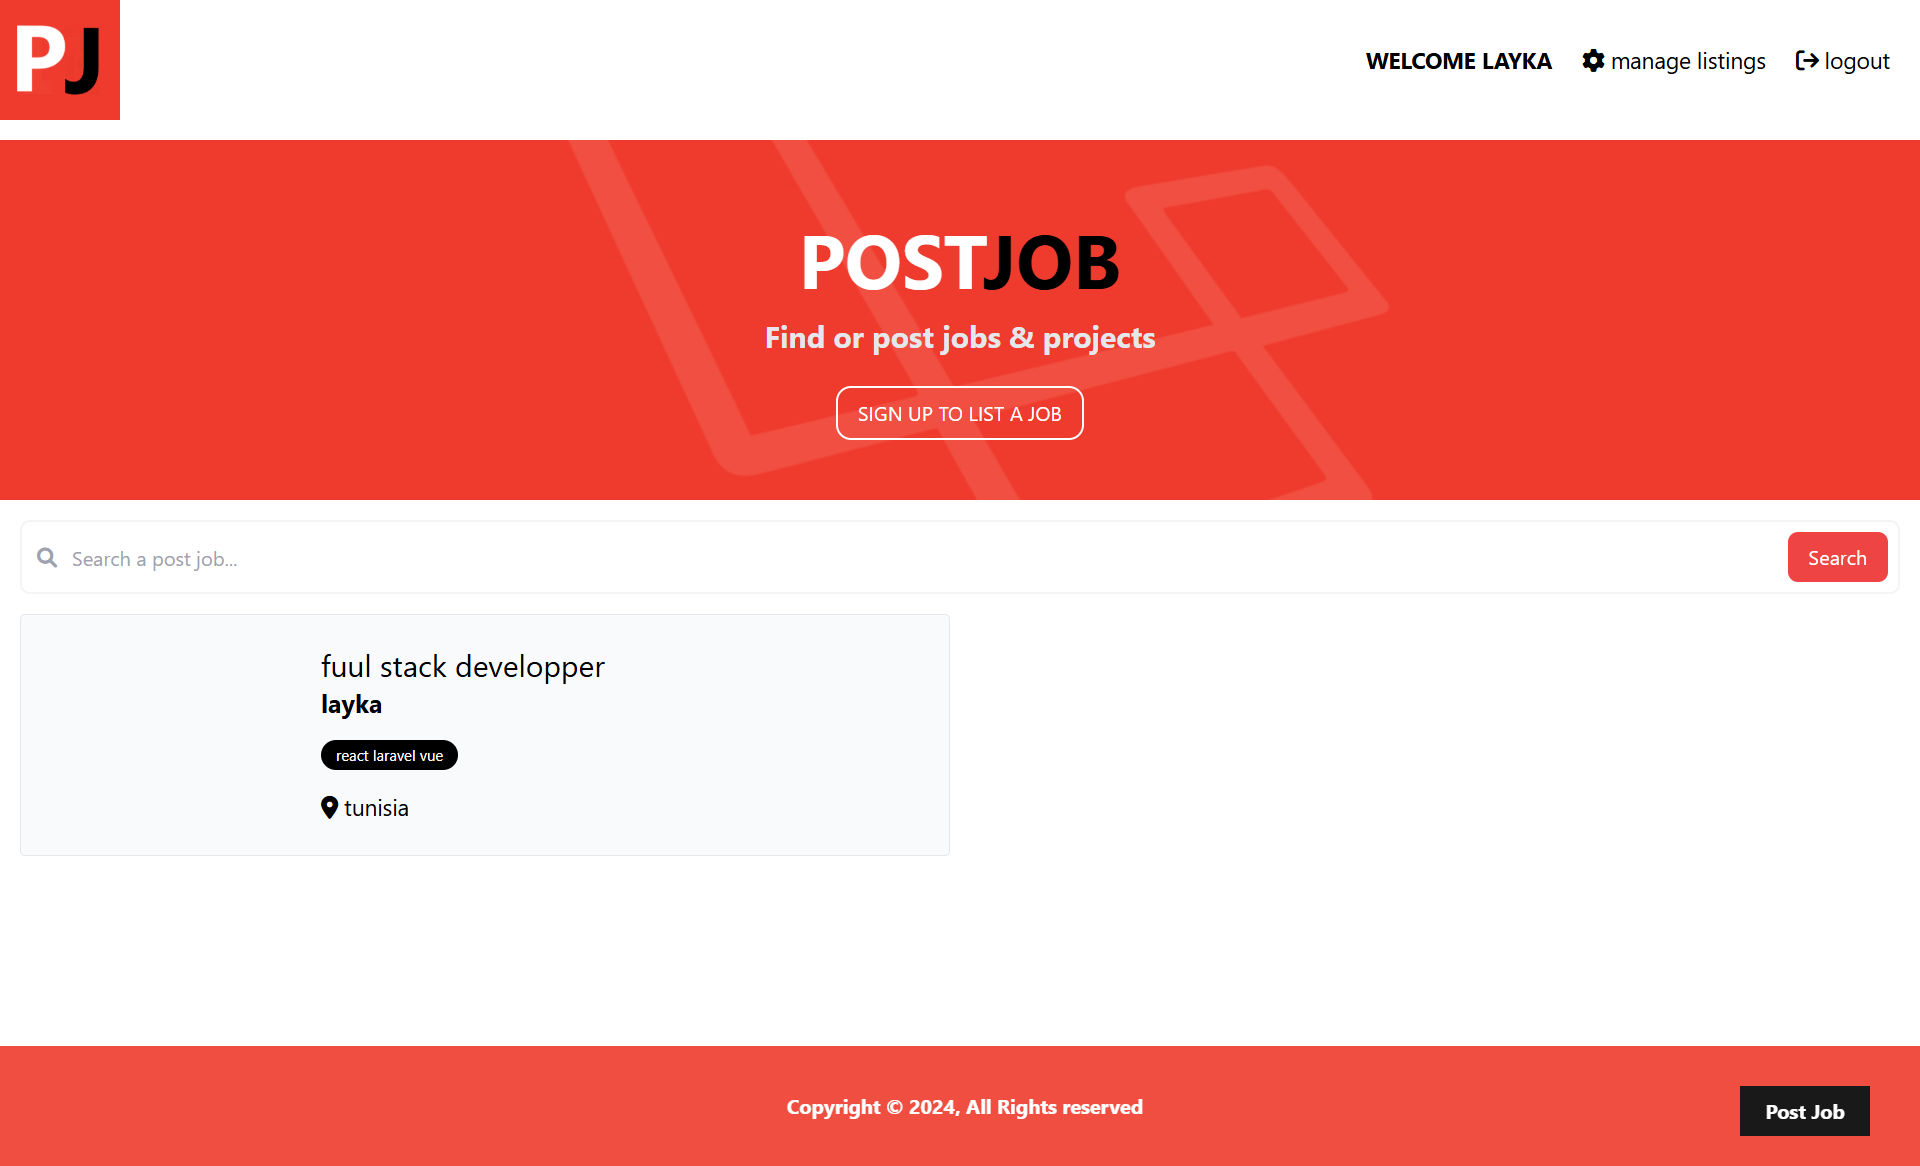 PJ
WELCOME LAYKA manage listings logout
POSTJOB
Find or post jobs & projects
SIGN UP TO LIST A JOB
Search a post job... Search
fuul stack developper
layka
react laravel vue
tunisia
Copyright © 2024, All Rights reserved
Post Job